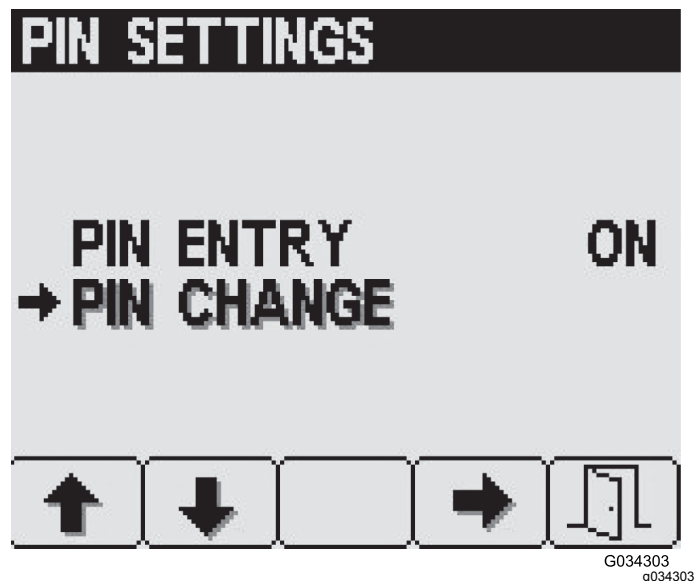 PIN SETTINGS
PIN ENTRY ON
PIN CHANGE
G034303
g034303